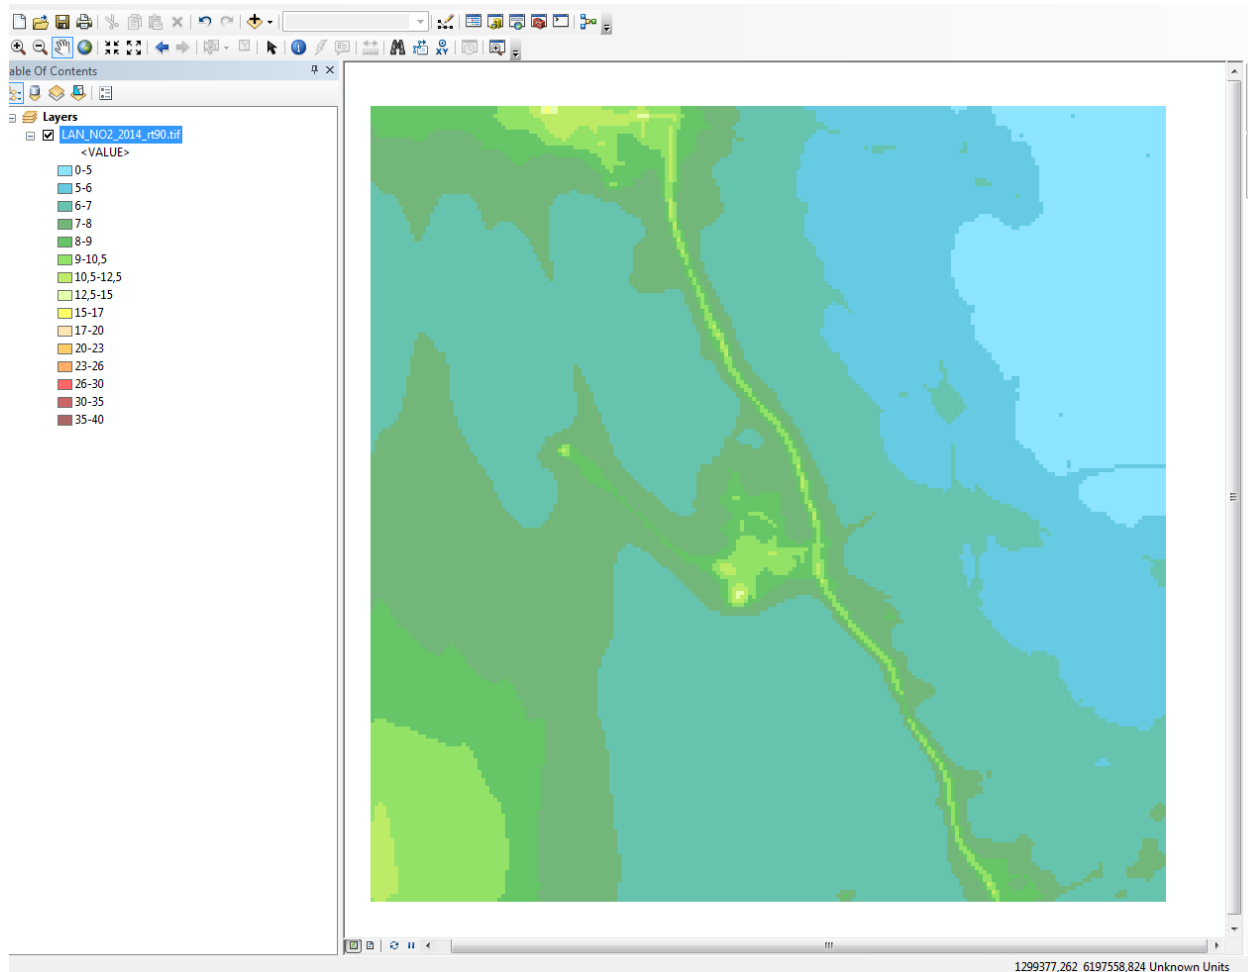 XY
able Of Contents
Layers
LAN_NO2_2014_rt90.tif
<VALUE>
0-5
5-6
6-7
7-8
8-9
9-10,5
10,5-12,5
12,5-15
15-17
17-20
20-23
23-26
26-30
30-35
35-40
1299377,262 6197558,824 Unknown Units